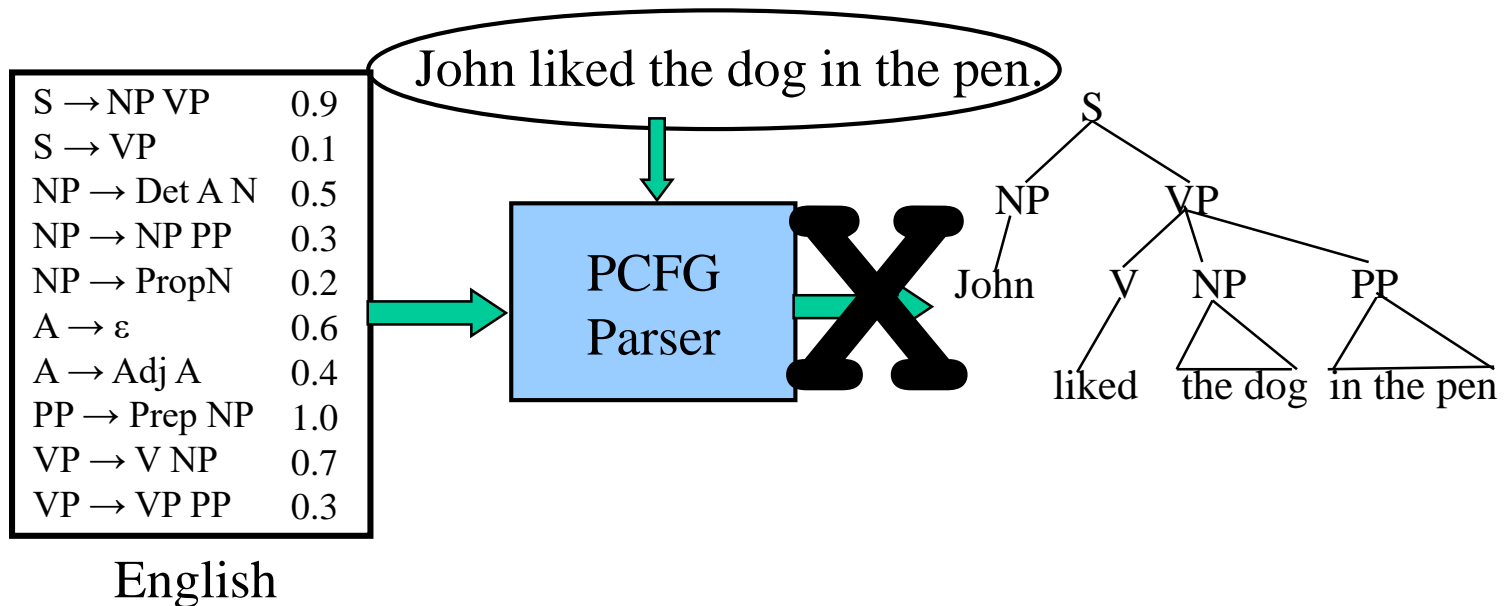 John liked the dog in the pen.
S → NP VP 0.9
S → VP 0.1
NP → Det A N 0.5
NP → NP PP 0.3
NP → PropN 0.2
A → ε 0.6
A → Adj A 0.4
PP → Prep NP 1.0
VP → V NP 0.7
VP → VP PP 0.3
English
PCFG
Parser
X
S
NP VP
John V NP PP
liked the dog in the pen